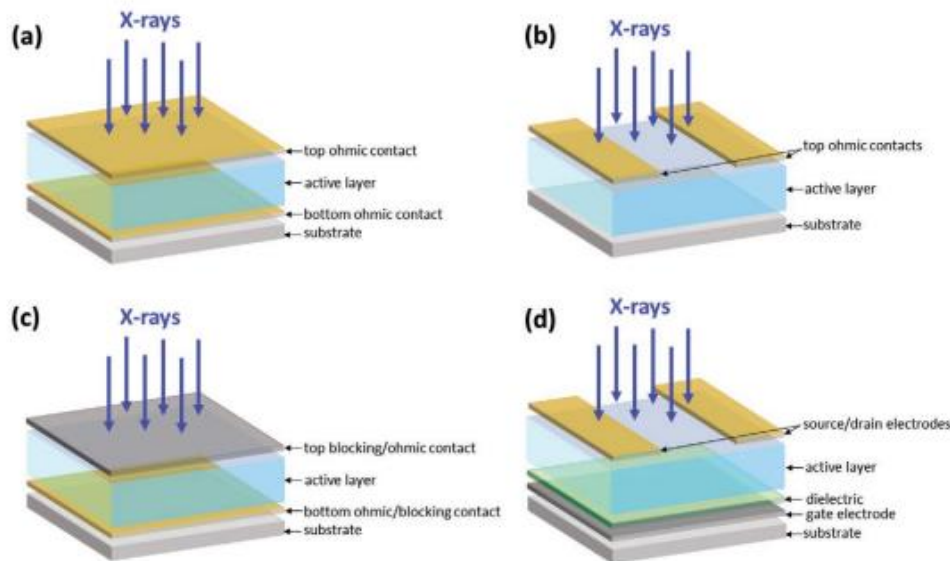 (a)
X-rays
top ohmic contact
active layer
bottom ohmic contact
substrate
(b)
X-rays
top ohmic contacts
active layer
substrate
(c)
X-rays
top blocking/ohmic contact
active layer
bottom ohmic/blocking contact
substrate
(d)
X-rays
source/drain electrodes
active layer
dielectric
gate electrode
substrate